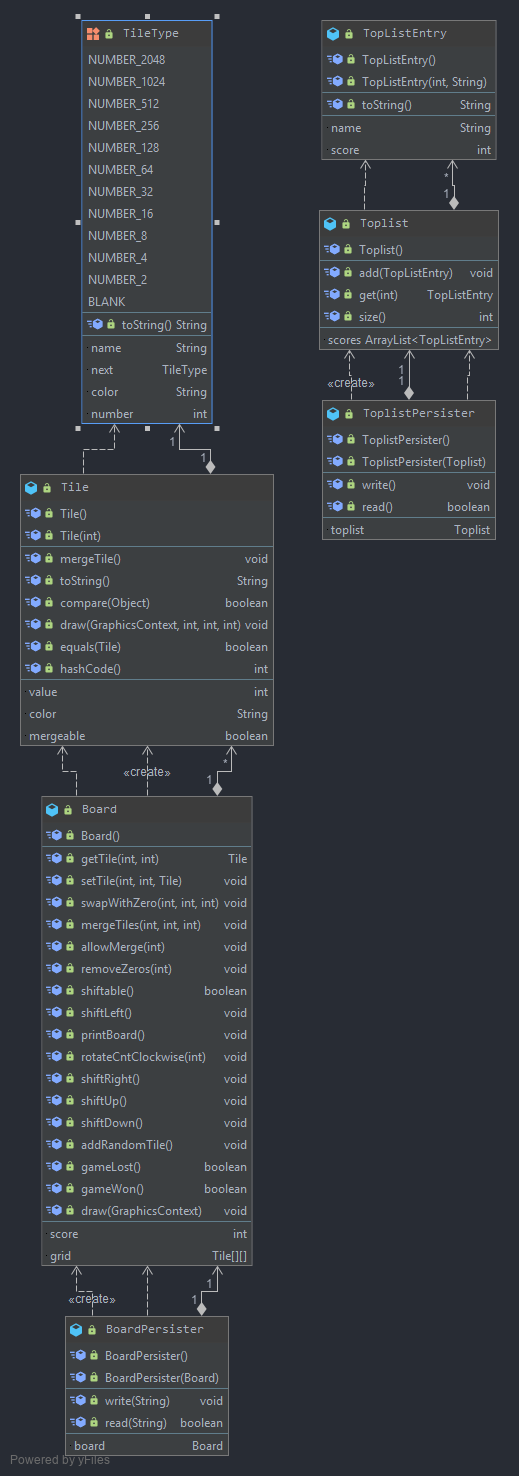 TileType
NUMBER_2048
NUMBER_1024
NUMBER_512
NUMBER_256
NUMBER_128
NUMBER_64
NUMBER_32
NUMBER_16
NUMBER_8
NUMBER_4
NUMBER_2
BLANK
toString() String
name String
next TileType
color String
number int
1
1
Tile
Tile()
Tile(int)
mergeTile() void
toString() String
compare(Object) boolean
draw(GraphicsContext, int, int, int) void
equals(Tile) boolean
hashCode() int
value int
color String
mergeable boolean
«create»
*
1
Board
Board()
getTile(int, int) Tile
setTile(int, int, Tile) void
swapWithZero(int, int, int) void
mergeTiles(int, int, int) void
allowMerge(int) void
removeZeros(int) void
shiftable() boolean
shiftLeft() void
printBoard() void
rotateCntClockwise(int) void
shiftRight() void
shiftUp() void
shiftDown() void
addRandomTile() void
gameLost() boolean
gameWon() boolean
draw(GraphicsContext) void
score int
grid Tile[][]
«create»
1
1
BoardPersister
BoardPersister()
BoardPersister(Board)
write(String) void
read(String) boolean
board Board
TopListEntry
TopListEntry()
TopListEntry(int, String)
toString() String
name String
score int
*
1
Toplist
Toplist()
add(TopListEntry) void
get(int) TopListEntry
size() int
scores ArrayList<TopListEntry>
«create»
1
1
ToplistPersister
ToplistPersister()
ToplistPersister(Toplist)
write() void
read() boolean
toplist Toplist
Powered by yFiles